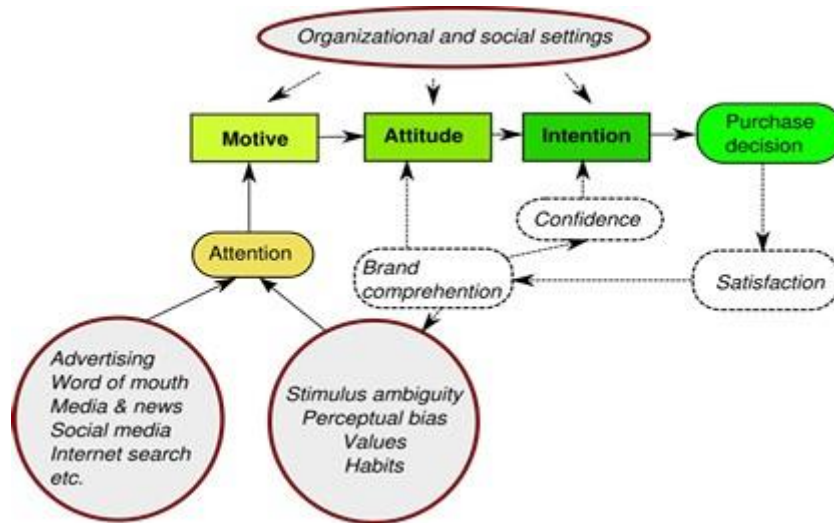 Organizational and social settings
Motive
Attitude
Intention
Purchase
decision
Confidence
Attention
Brand
comprehention
Satisfaction
Advertising
Word of mouth
Media & news
Social media
Internet search
etc.
Stimulus ambiguity
Perceptual bias
Values
Habits